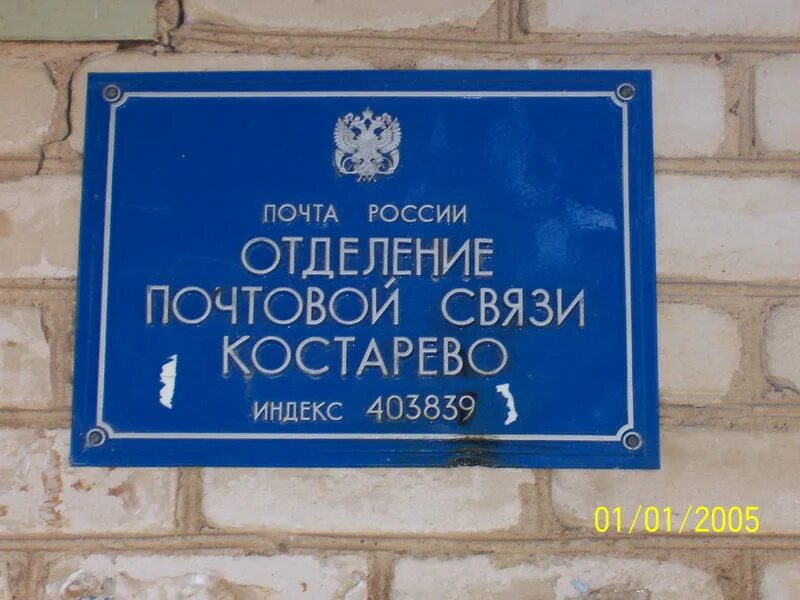 ПОЧТА РОССИИ
ОТДЕЛЕНИЕ
ПОЧТОВОЙ СВЯЗИ
КОСТАРЕВО
ИНДЕКС 403839
01/01/2005